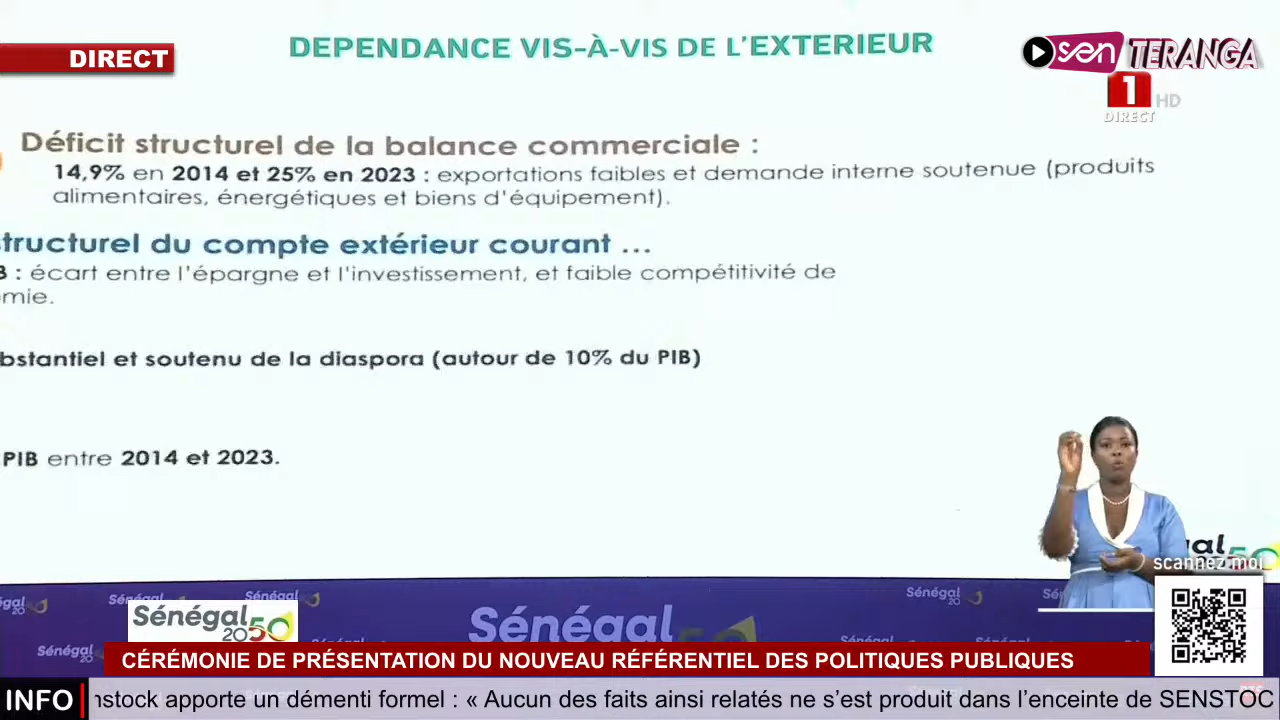 DEPENDANCE VIS-À-VIS DE L'EXTERIEUR
DIRECT
sen TERANGA
1 HD
DIRECT
Déficit structurel de la balance commerciale :
14,9% en 2014 et 25% en 2023 : exportations faibles et demande interne soutenue (produits
alimentaires, énergétiques et biens d'équipement).
tructurel du compte extérieur courant ...
B : écart entre l'épargne et l'investissement, et faible compétitivité de
mie.
bstantiel et soutenu de la diaspora (autour de 10% du PIB)
PIB entre 2014 et 2023.
scannez moi
Sénégal
2050
Sénégal 50
CÉRÉMONIE DE PRÉSENTATION DU NOUVEAU RÉFÉRENTIEL DES POLITIQUES PUBLIQUES
INFO nstock apporte un démenti formel : « Aucun des faits ainsi relatés ne s'est produit dans l'enceinte de SENSTOC